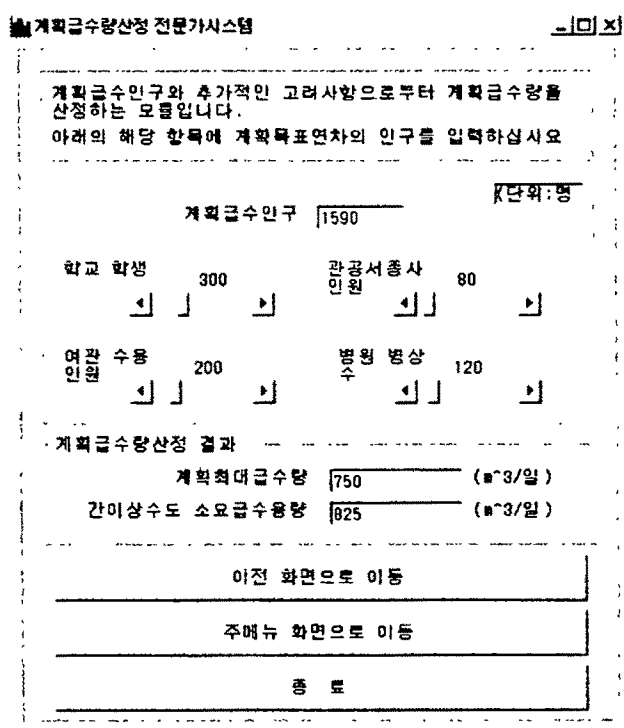 계획급수량산정 전문가시스템
계획급수인구와 추가적인 고려사항으로부터 계획급수량을
산정하는 모듈입니다.
아래의 해당 항목에 계획목표연차의 인구를 입력하십시요
(단위:명
계획급수인구 1590
학교 학생 300
관공서종사
인원 80
여관 수용
인원 200
병원 병상
수 120
계획급수량산정 결과
계획최대급수량 750 (m^3/일)
간이상수도 소요급수용량 825 (m^3/일)
이전 화면으로 이동
주메뉴 화면으로 이동
종 료